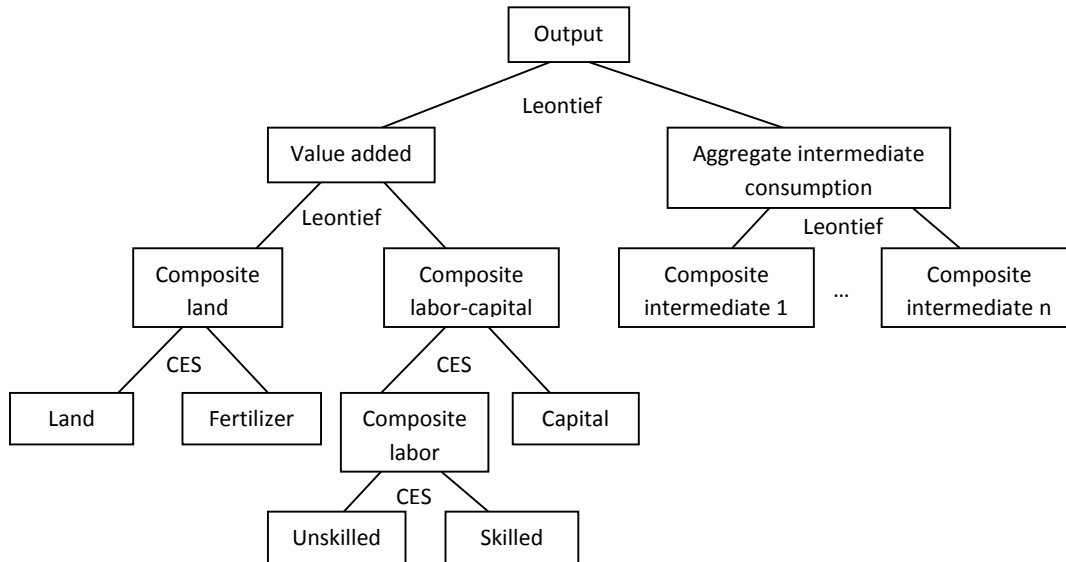 Output
Leontief
Value added
Aggregate intermediate
consumption
Leontief
Leontief
Composite
land
Composite
labor-capital
Composite
intermediate 1
...
Composite
intermediate n
CES
CES
Land
Fertilizer
Composite
labor
Capital
CES
Unskilled
Skilled